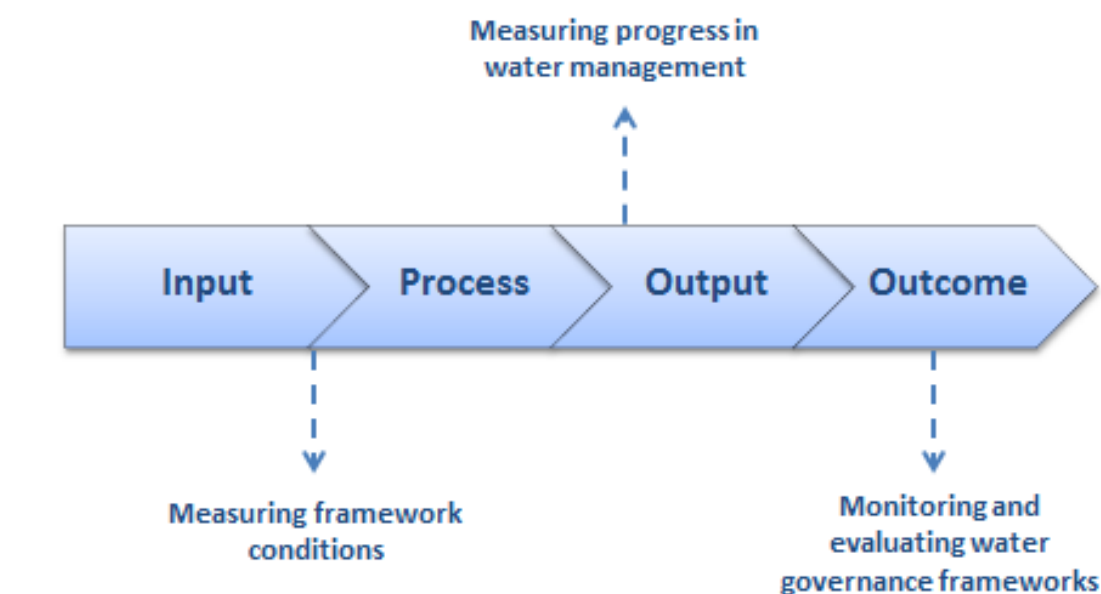 Measuring progress in
water management
Input
Process
Output
Outcome
Measuring framework
conditions
Monitoring and
evaluating water
governance frameworks